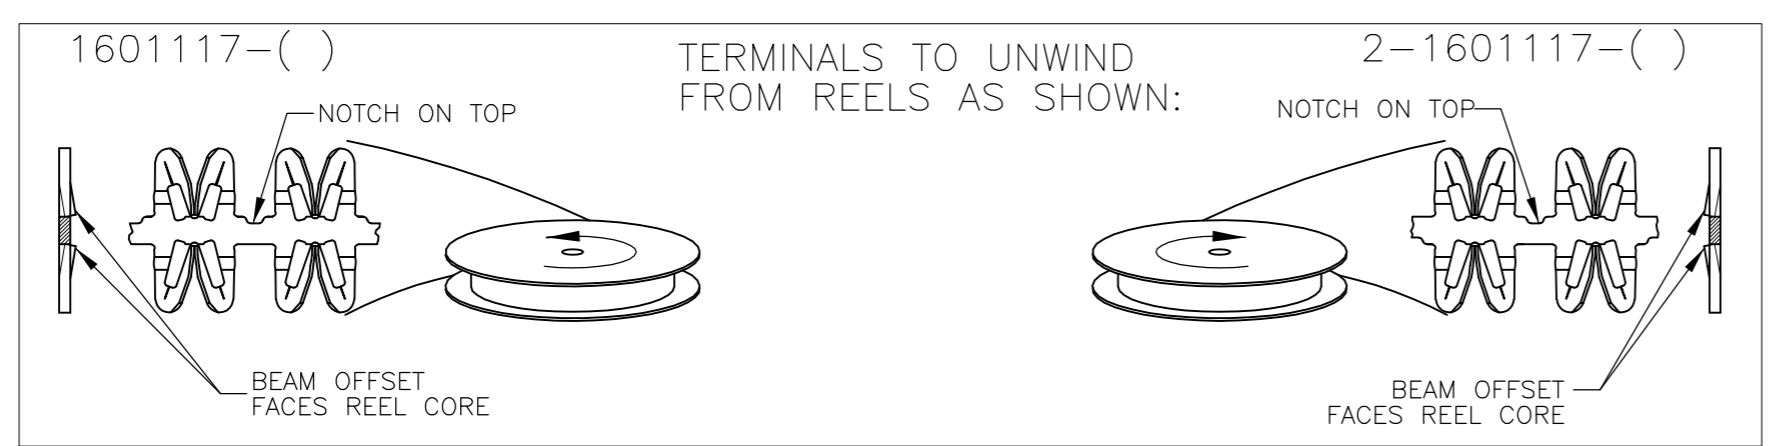 1601117-( )
TERMINALS TO UNWIND
FROM REELS AS SHOWN:
2-1601117-( )
NOTCH ON TOP
NOTCH ON TOP
BEAM OFFSET
FACES REEL CORE
BEAM OFFSET
FACES REEL CORE